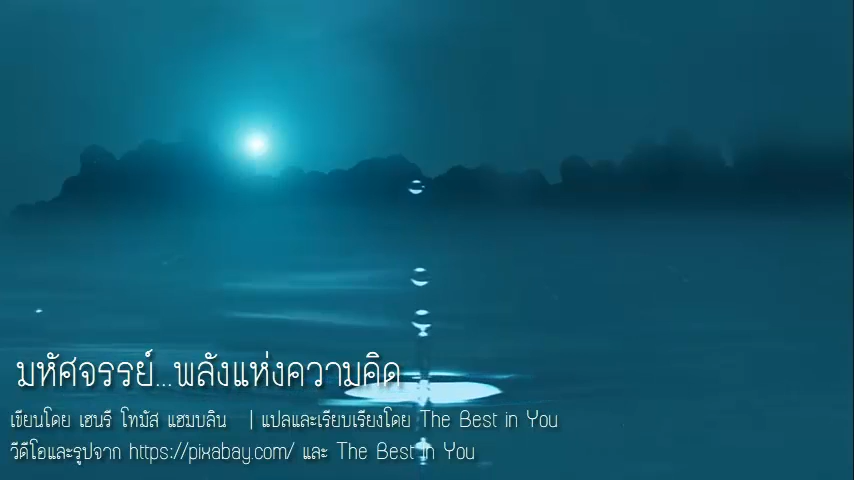 มหัศจรรย์...พลังแห่งความคิด
เขียนโดย เฮนรี โทมัส แฮมบลิน | แปลและเรียบเรียงโดย The Best in You
วีดีโอและรูปจาก https://pixabay.com/ และ The Best in You